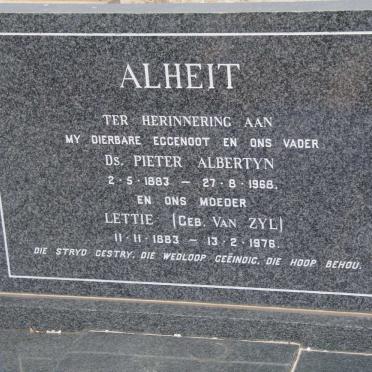 ALHEIT
TER HERINNERING AAN
MY DIERBARE EGGENOOT EN ONS VADER
DS. PIETER ALBERTYN
2·5·1883 — 27·8·1968.
EN ONS MOEDER
LETTIE (GEB. VAN ZYL)
11·11·1883 — 13·2·1976.
DIE STRYD GESTRY, DIE WEDLOOP GEËINDIG, DIE HOOP BEHOU.